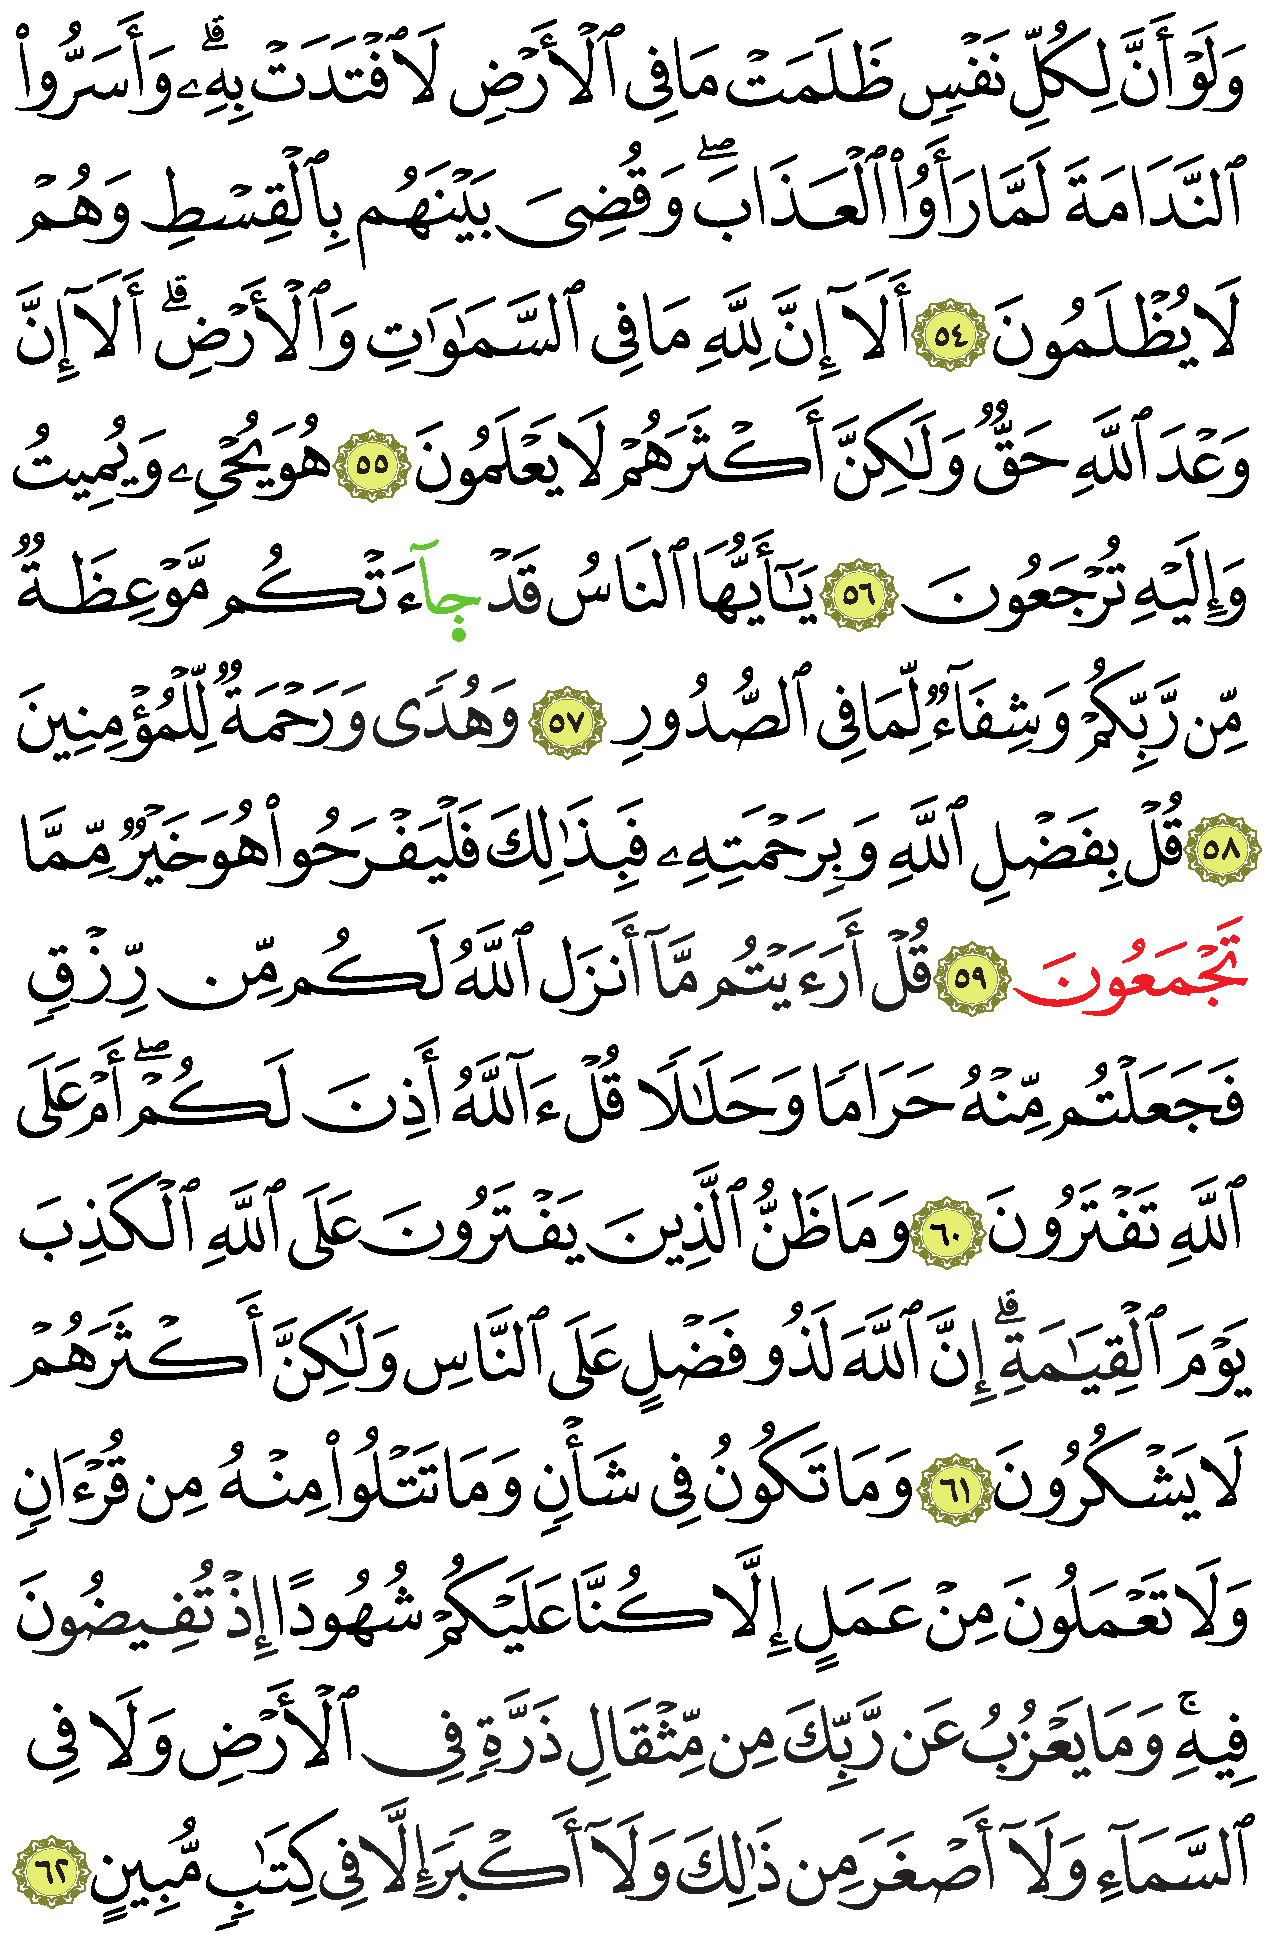 وَلَوْ أَنَّ لِكُلِّ نَفْسٍ ظَلَمَتْ مَا فِى ٱلْأَرْضِ لَٱفْتَدَتْ بِهِۦ ۗ وَأَسَرُّوا۟
ٱلنَّدَامَةَ لَمَّا رَأَوُا۟ ٱلْعَذَابَ ۖ وَقُضِىَ بَيْنَهُم بِٱلْقِسْطِ وَهُمْ
لَا يُظْلَمُونَ ٥٤ أَلَآ إِنَّ لِلَّهِ مَا فِى ٱلسَّمَٰوَٰتِ وَٱلْأَرْضِ ۗ أَلَآ إِنَّ
وَعْدَ ٱللَّهِ حَقٌّ وَلَٰكِنَّ أَكْثَرَهُمْ لَا يَعْلَمُونَ ٥٥ هُوَ يُحْىِۦ وَيُمِيتُ
وَإِلَيْهِ تُرْجَعُونَ ٥٦ يَٰٓأَيُّهَا ٱلنَّاسُ قَدْ جِآءَتْكُم مَّوْعِظَةٌ
مِّن رَّبِّكُمْ وَشِفَآءٌ لِّمَا فِى ٱلصُّدُورِ ٥٧ وَهُدًى وَرَحْمَةٌ لِّلْمُؤْمِنِينَ
٥٨ قُلْ بِفَضْلِ ٱللَّهِ وَبِرَحْمَتِهِۦ فَبِذَٰلِكَ فَلْيَفْرَحُوا۟ هُوَ خَيْرٌ مِّمَّا
تَجْمَعُونَ ٥٩ قُلْ أَرَءَيْتُم مَّآ أَنزَلَ ٱللَّهُ لَكُم مِّن رِّزْقٍ
فَجَعَلْتُم مِّنْهُ حَرَامًا وَحَلَٰلًا قُلْ ءَآللَّهُ أَذِنَ لَكُمْ ۖ أَمْ عَلَى
ٱللَّهِ تَفْتَرُونَ ٦٠ وَمَا ظَنُّ ٱلَّذِينَ يَفْتَرُونَ عَلَى ٱللَّهِ ٱلْكَذِبَ
يَوْمَ ٱلْقِيَٰمَةِ ۗ إِنَّ ٱللَّهَ لَذُو فَضْلٍ عَلَى ٱلنَّاسِ وَلَٰكِنَّ أَكْثَرَهُمْ
لَا يَشْكُرُونَ ٦١ وَمَا تَكُونُ فِى شَأْنٍ وَمَا تَتْلُوا۟ مِنْهُ مِن قُرْءَانٍ
وَلَا تَعْمَلُونَ مِنْ عَمَلٍ إِلَّا كُنَّا عَلَيْكُمْ شُهُودًا إِذْ تُفِيضُونَ
فِيهِ ۚ وَمَا يَعْزُبُ عَن رَّبِّكَ مِن مِّثْقَالِ ذَرَّةٍ فِى ٱلْأَرْضِ وَلَا فِى
ٱلسَّمَآءِ وَلَآ أَصْغَرَ مِن ذَٰلِكَ وَلَآ أَكْبَرَ إِلَّا فِى كِتَٰبٍ مُّبِينٍ ٦٢